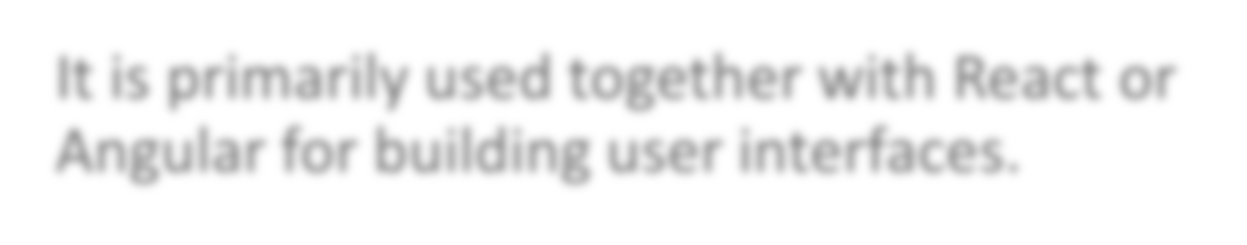 It is primarily used together with React or
Angular for building user interfaces.